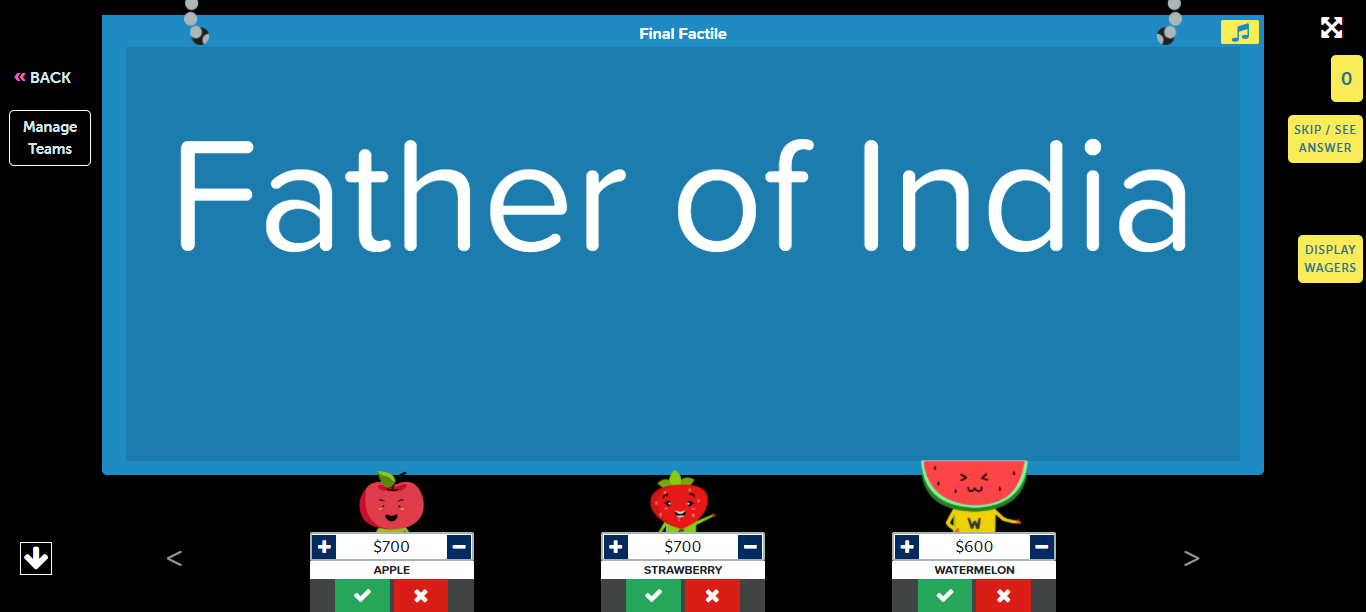 Final Factile
« BACK
0
Manage
Teams
SKIP / SEE
ANSWER
Father of India
DISPLAY
WAGERS
W
$700
$700
$600
APPLE
STRAWBERRY
WATERMELON